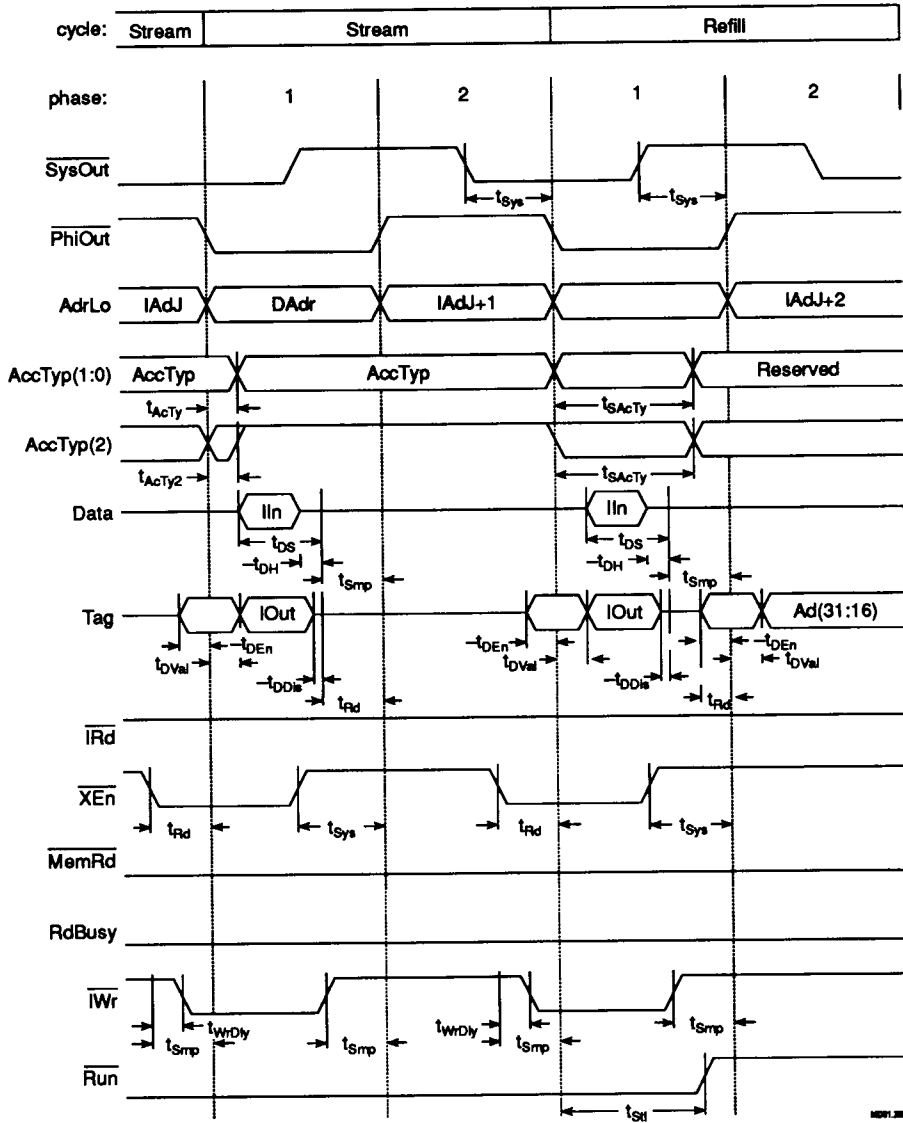 cycle: Stream Stream Refill
phase: 1 2 1 2
SysOut
tSys tSys
PhiOut
AdrLo IAdJ DAdr IAdJ+1 IAdJ+2
AccTyp(1:0) AccTyp AccTyp Reserved
tAcTy tSAcTy
AccTyp(2)
tAcTy2 tSAcTy
Data IIn IIn
tDS tDS
–tDH –tDH
tSmp tSmp
Tag IOut IOut Ad(31:16)
–tDEn –tDEn –tDEn
tDVal tDVal tDVal
–tDDis –tDDis
tRd tRd
IRd
XEn
tRd tSys tRd tSys
MemRd
RdBusy
IWr
tWrDly tWrDly
tSmp tSmp tSmp tSmp
Run
tStl